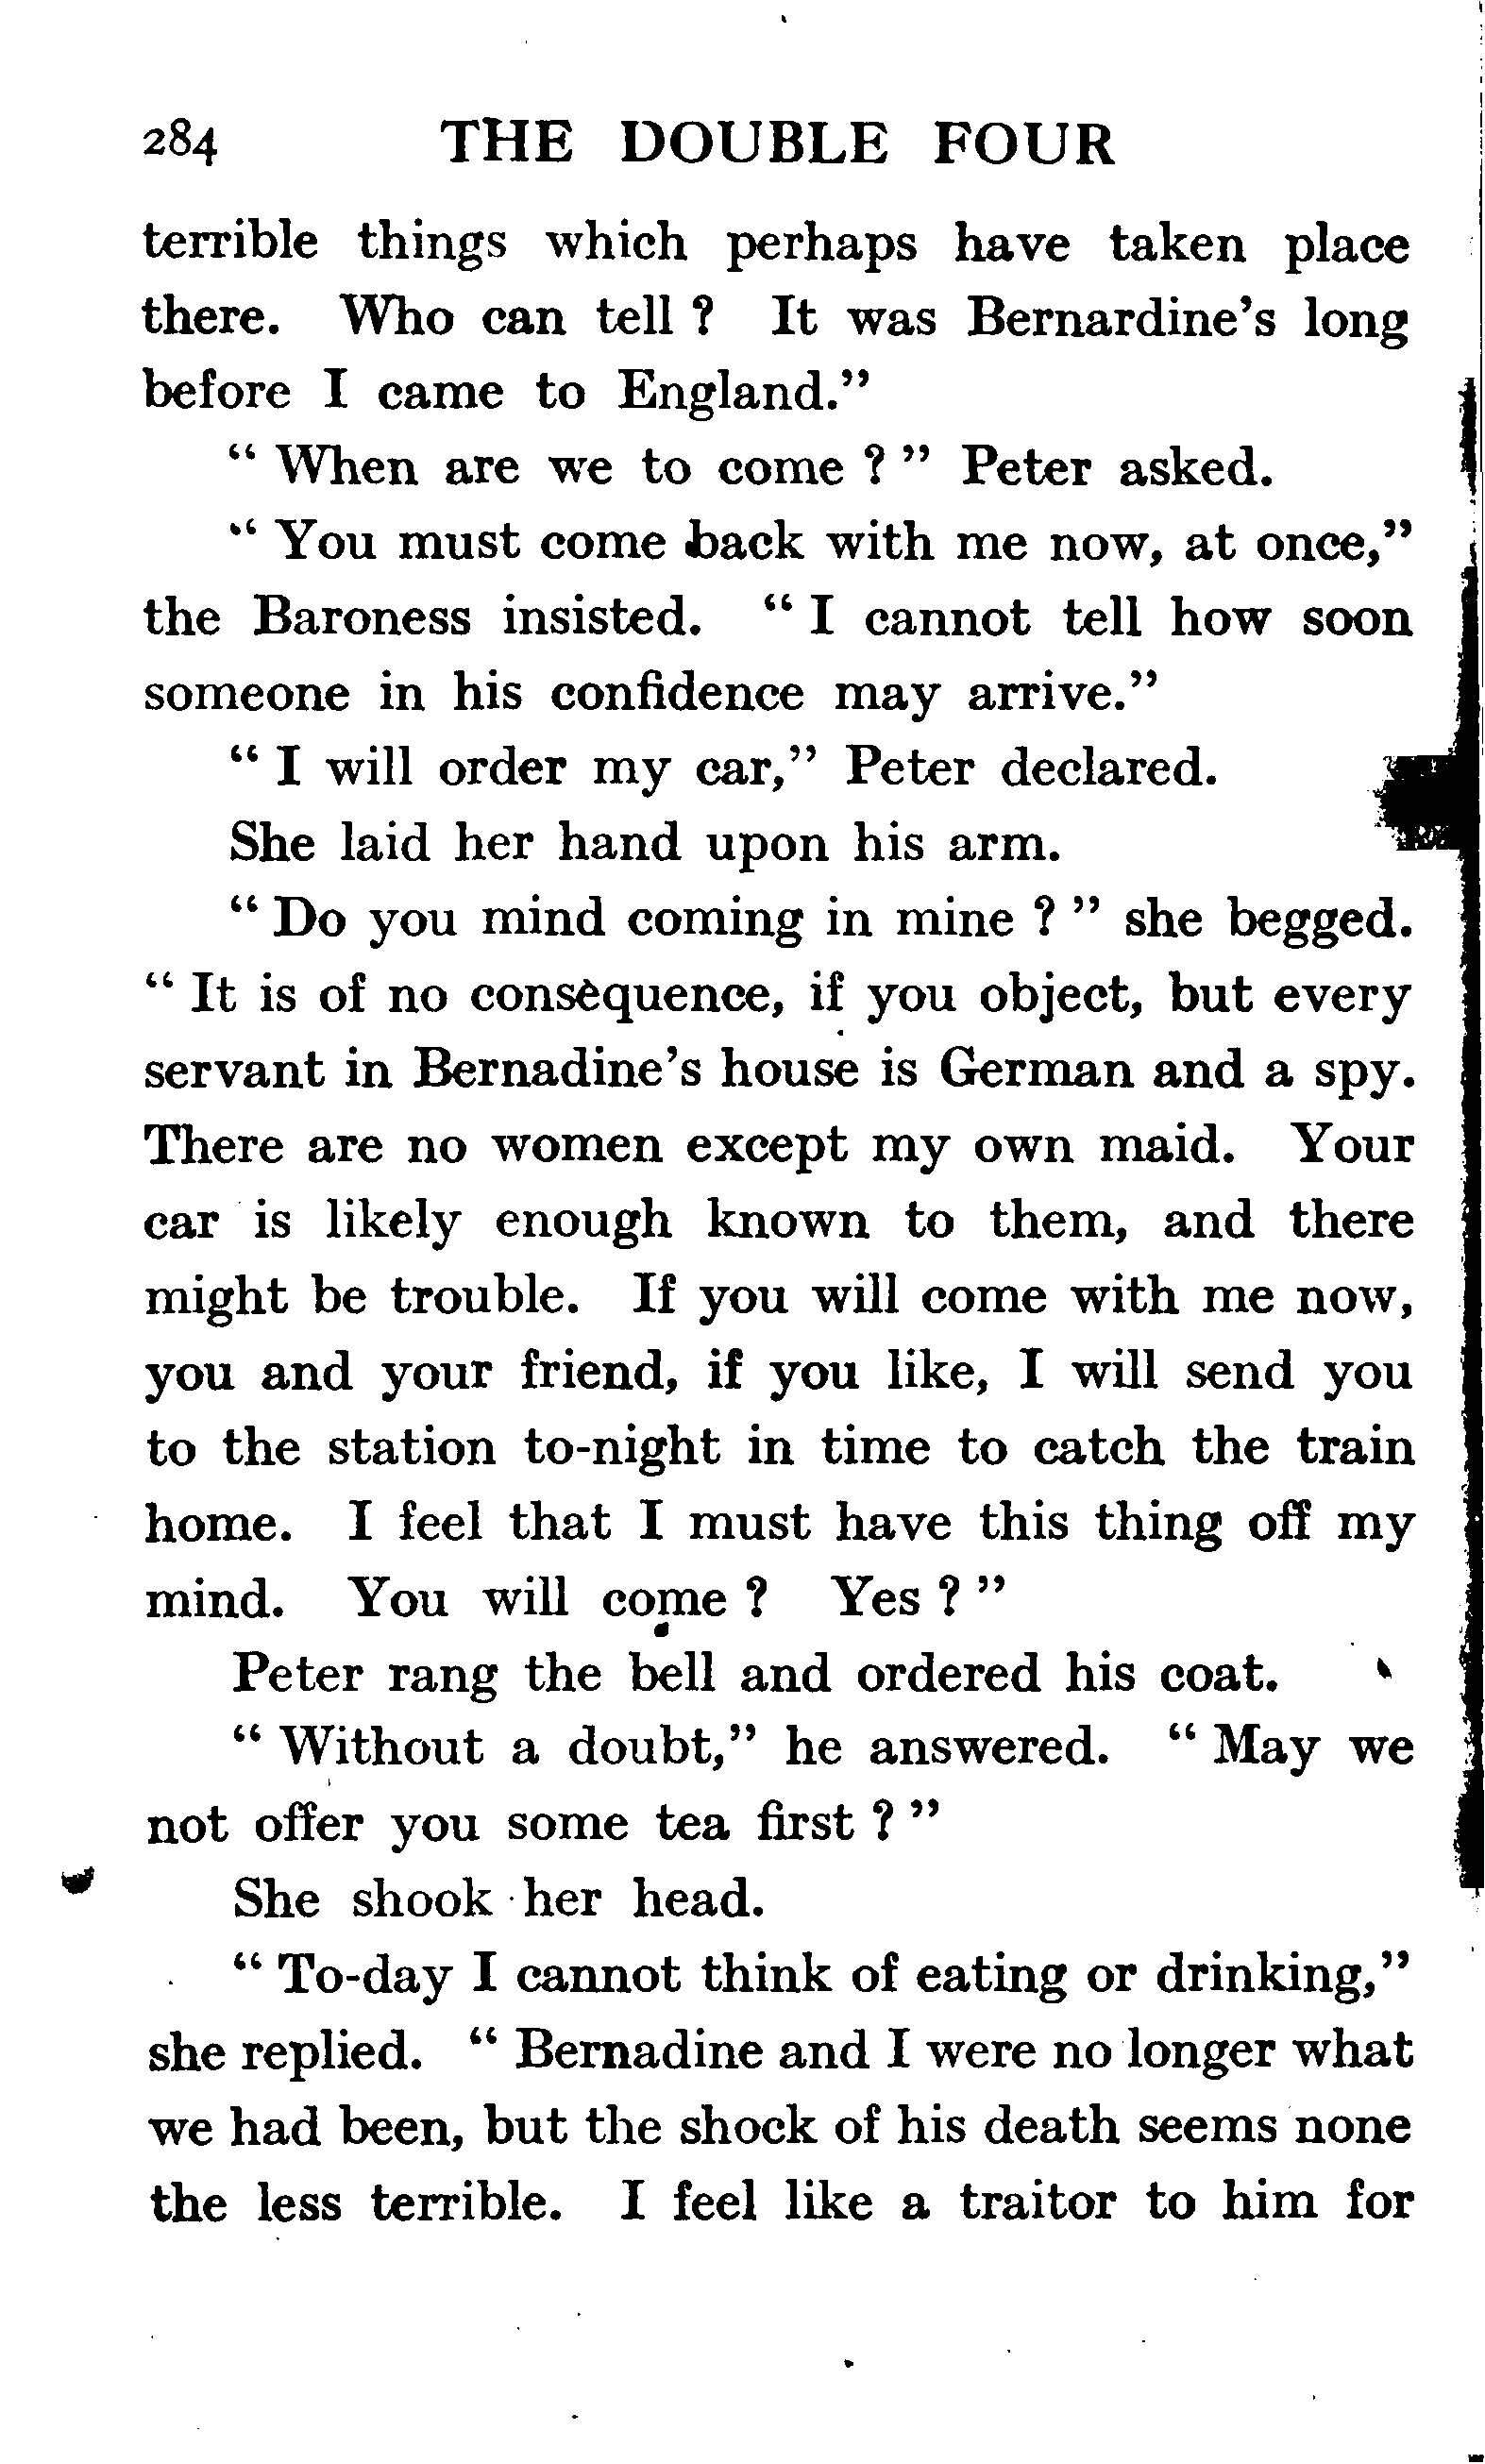 284 THE DOUBLE FOUR
terrible things which perhaps have taken place
there. Who can tell ? It was Bernardine’s long
before I came to England.”
“ When are we to come ? ” Peter asked.
“ You must come back with me now, at once,”
the Baroness insisted. “ I cannot tell how soon
someone in his confidence may arrive.”
“ I will order my car,” Peter declared.
She laid her hand upon his arm.
“ Do you mind coming in mine ? ” she begged.
“ It is of no consequence, if you object, but every
servant in Bernadine’s house is German and a spy.
There are no women except my own maid. Your
car is likely enough known to them, and there
might be trouble. If you will come with me now,
you and your friend, if you like, I will send you
to the station to-night in time to catch the train
home. I feel that I must have this thing off my
mind. You will come ? Yes ? ”
Peter rang the bell and ordered his coat.
“ Without a doubt,” he answered. “ May we
not offer you some tea first ? ”
She shook her head.
“ To-day I cannot think of eating or drinking,”
she replied. “ Bernadine and I were no longer what
we had been, but the shock of his death seems none
the less terrible. I feel like a traitor to him for